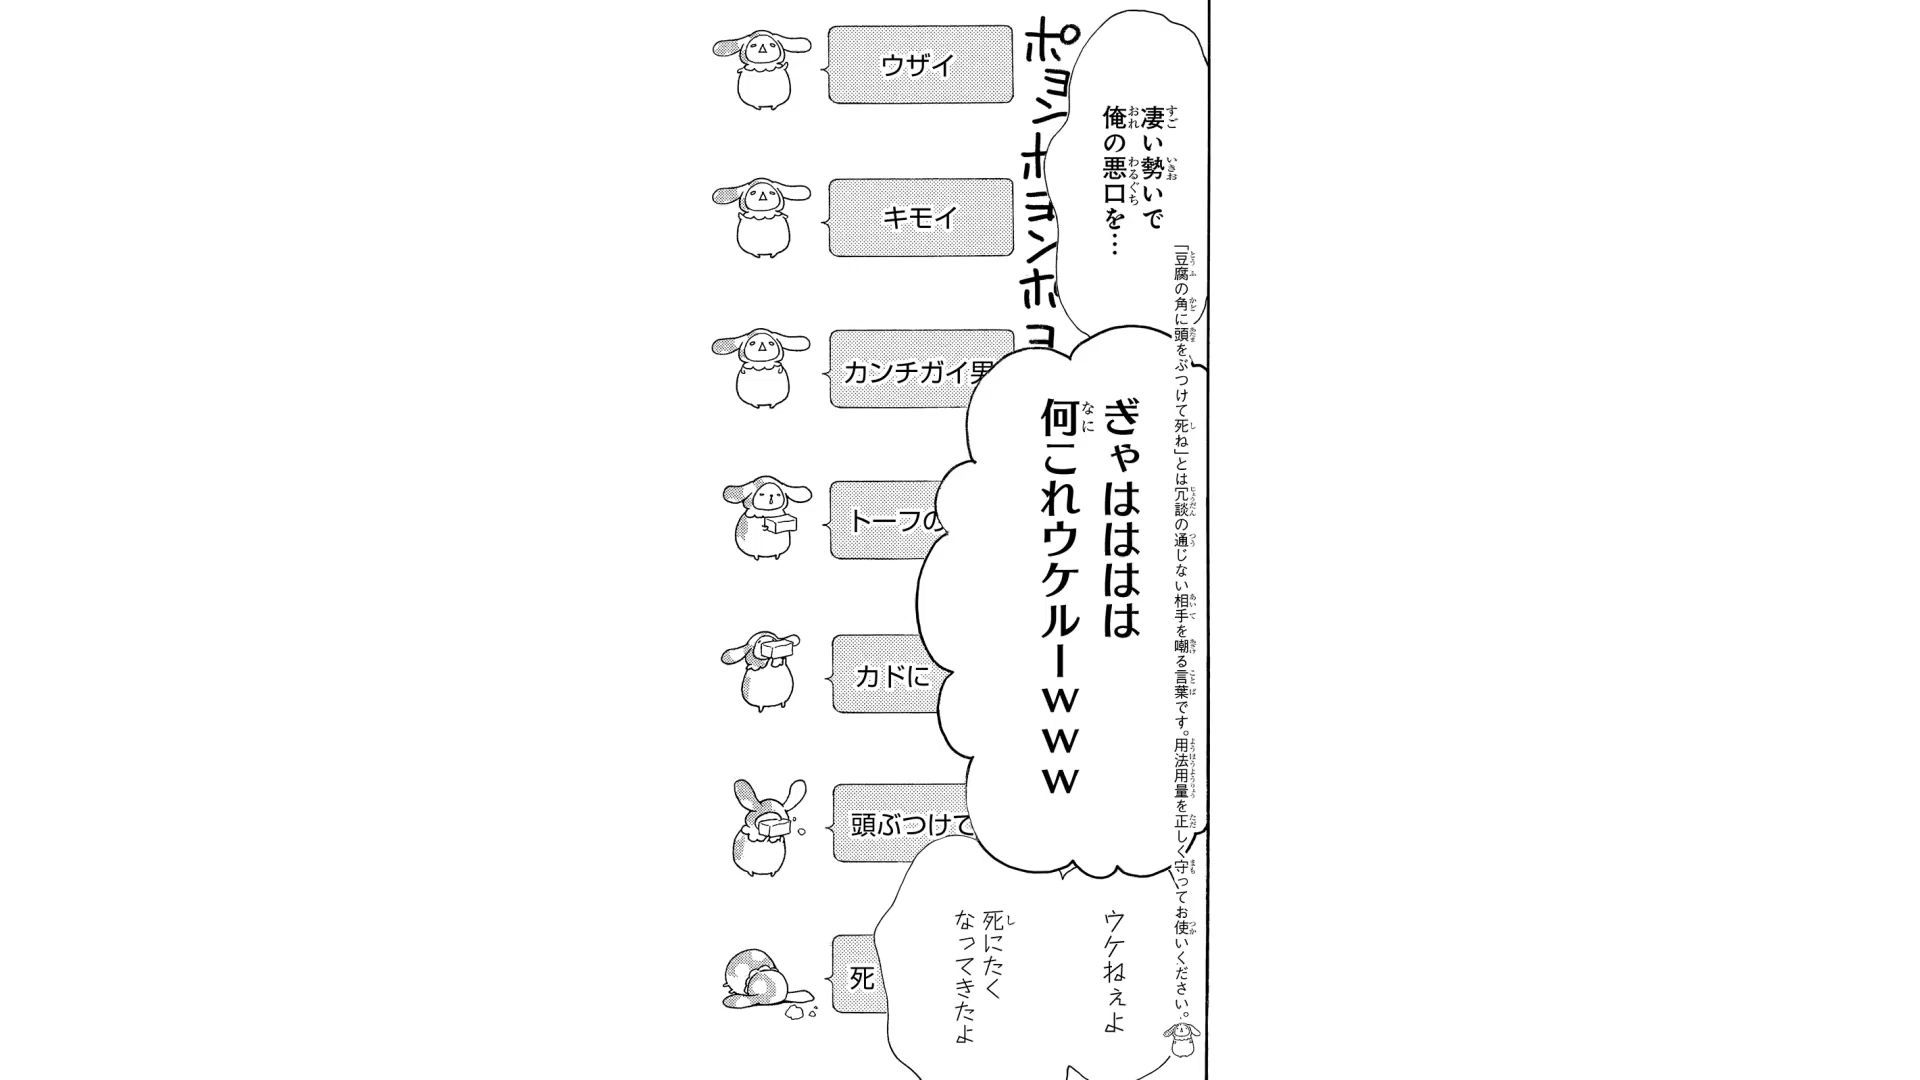 凄い勢いで
俺の悪口を…
「豆腐の角に頭をぶつけて死ね」とは冗談の通じない相手を嘲る言葉です。用法用量を正しく守ってお使いください。
ぎゃはははは
何これウケルーwww
ポヨンポヨンポヨ
ウザイ
キモイ
カンチガイ男
トーフの
カドに
頭ぶつけて
死
ウケねぇよ
死にたく
なってきたよ